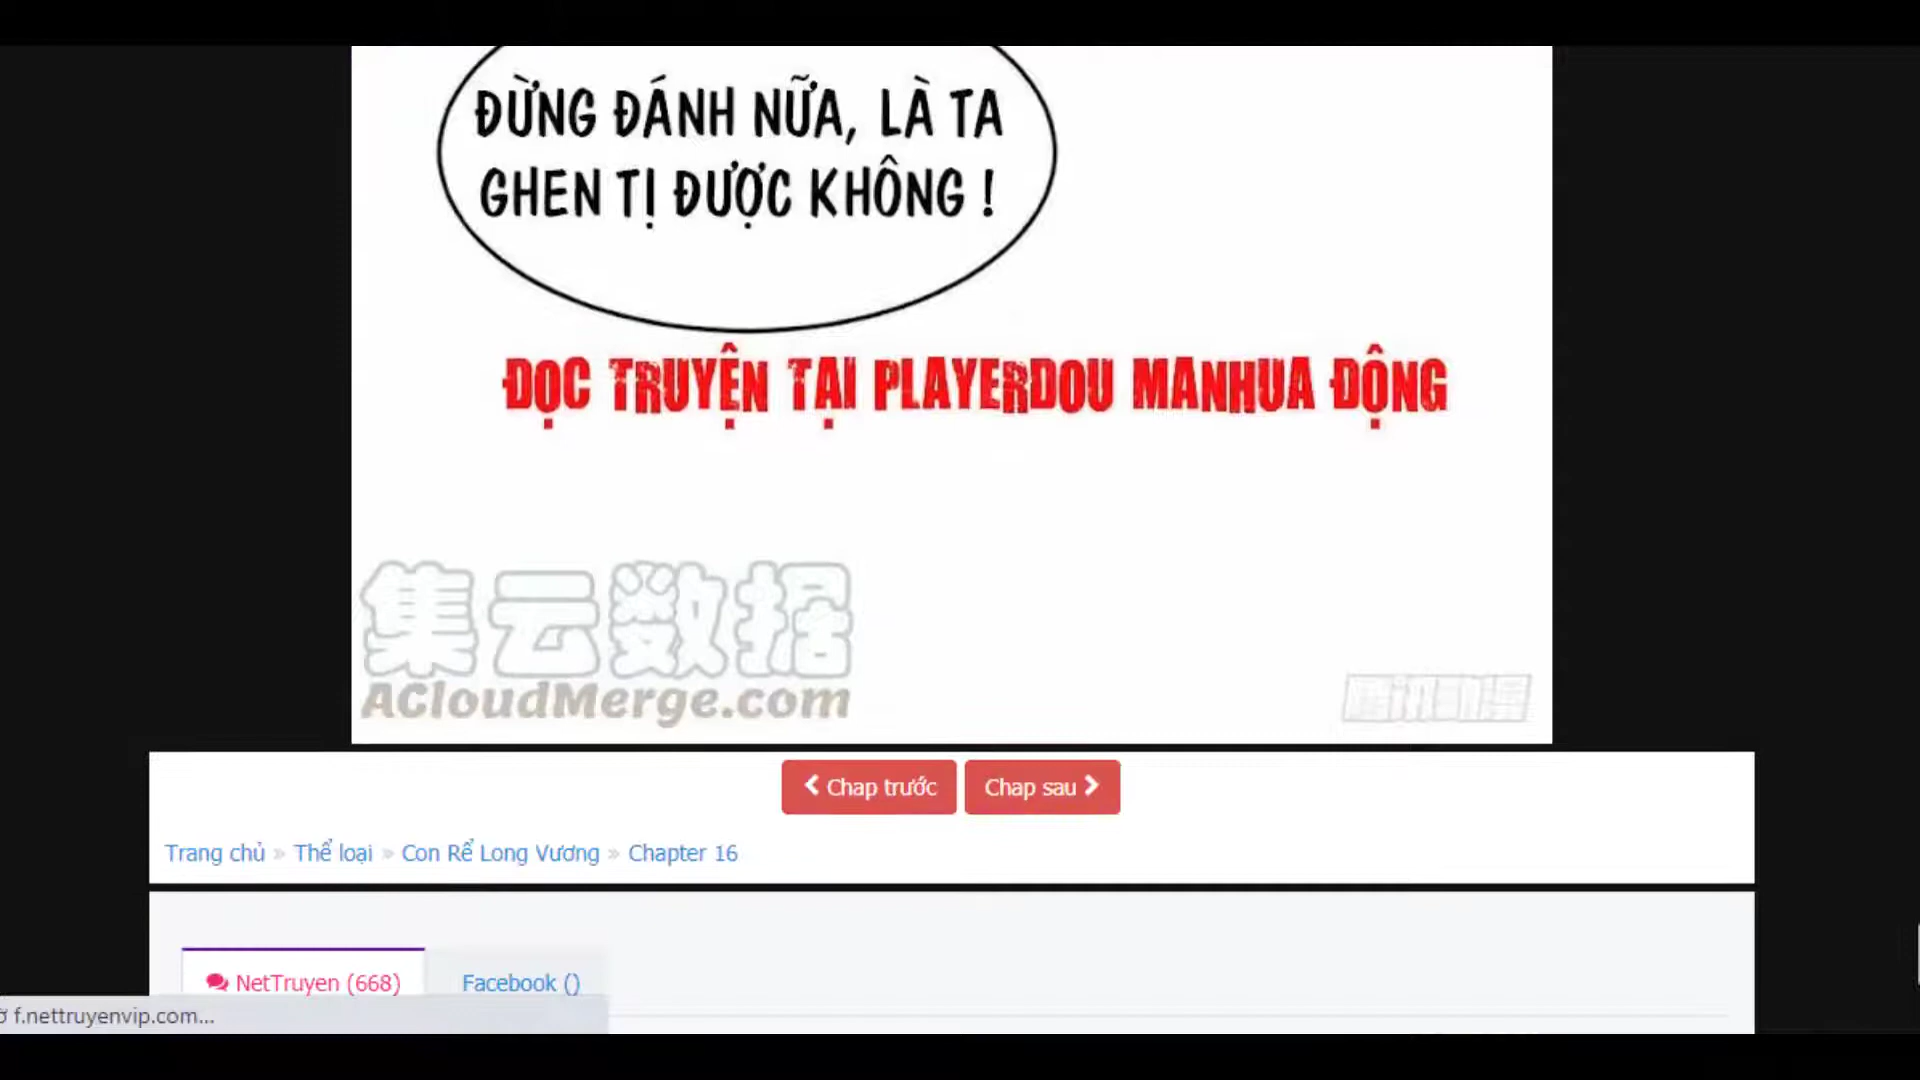 ĐỪNG ĐÁNH NỮA, LÀ TA
GHEN TỊ ĐƯỢC KHÔNG !
ĐỌC TRUYỆN TẠI PLAYERDOU MANHUA ĐỘNG
集云数据
ACloudMerge.com
Chap trước
Chap sau
Trang chủ » Thể loại » Con Rể Long Vương » Chapter 16
NetTruyen (668)
Facebook ()
f.nettruyenvip.com...